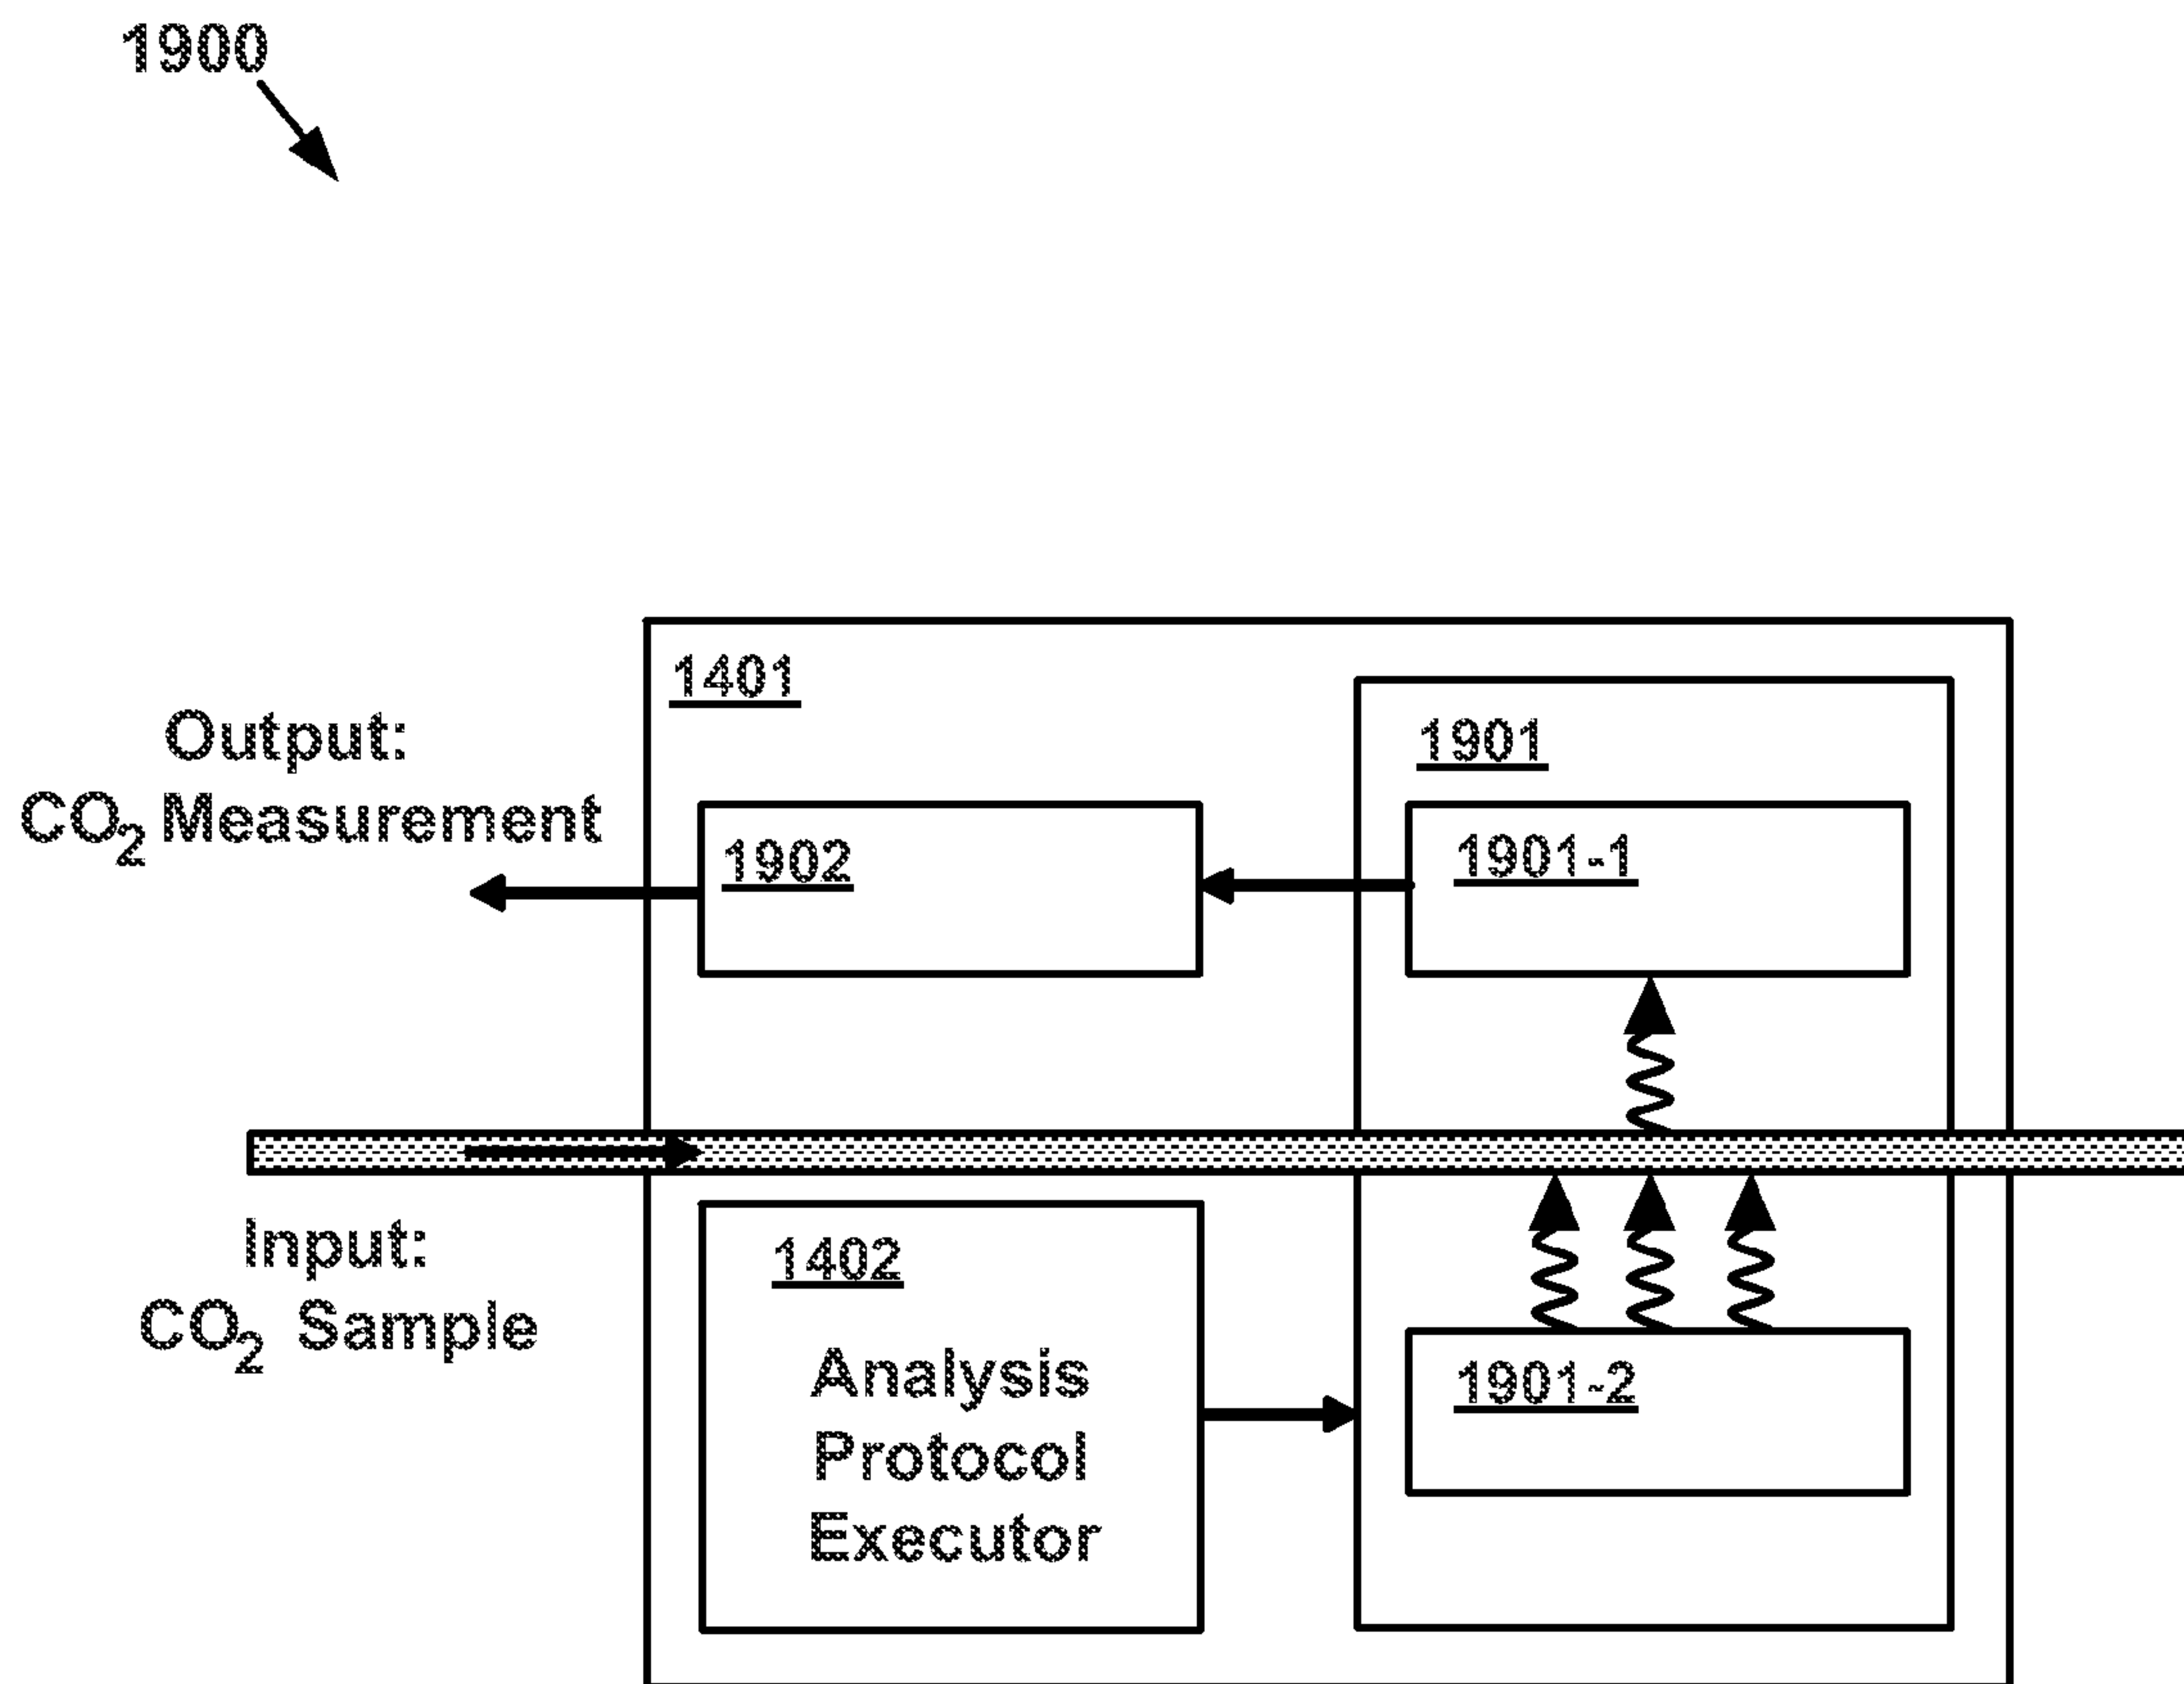 1900
1401
1901
Output:
CO₂ Measurement
1902
1901-1
Input:
CO₂ Sample
1402
Analysis
Protocol
Executor
1901-2